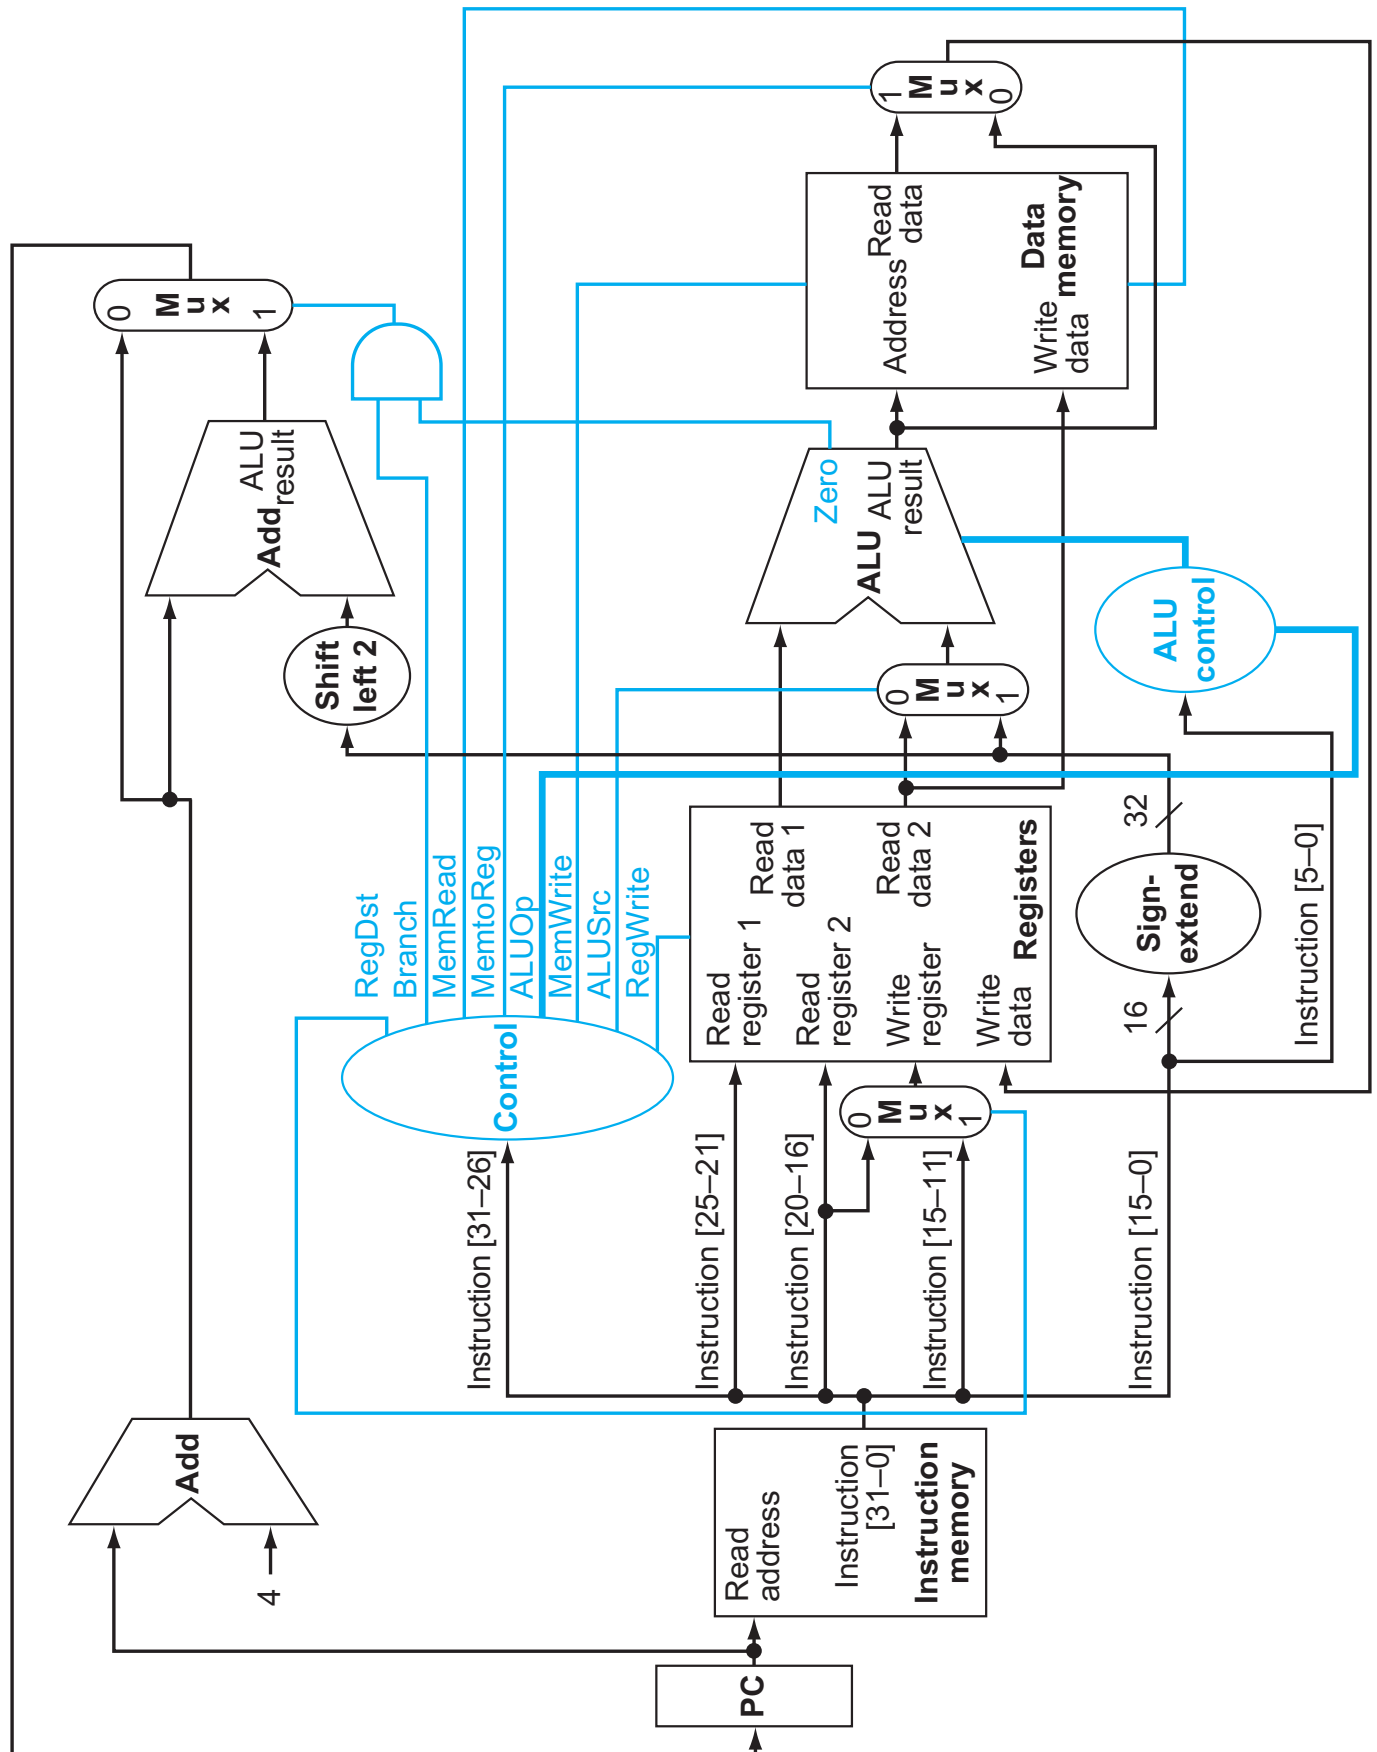 PC
4
Add
Read
address
Instruction
[31–0]
Instruction
memory
Instruction [31–26]
Instruction [25–21]
Instruction [20–16]
Instruction [15–11]
Instruction [15–0]
Control
RegDst
Branch
MemRead
MemtoReg
ALUOp
MemWrite
ALUSrc
RegWrite
0
M
u
x
1
Read
register 1
Read
register 2
Write
register
Write
data
Read
data 1
Read
data 2
Registers
16
Sign-
extend
32
Instruction [5–0]
Shift
left 2
Add
ALU
result
0
M
u
x
1
0
M
u
x
1
ALU
Zero
ALU
result
ALU
control
Address
Write
data
Read
data
Data
memory
1
M
u
x
0